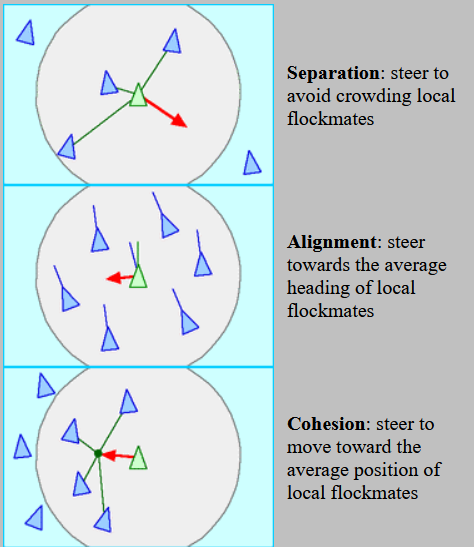 Separation: steer to
avoid crowding local
flockmates
Alignment: steer
towards the average
heading of local
flockmates
Cohesion: steer to
move toward the
average position of
local flockmates